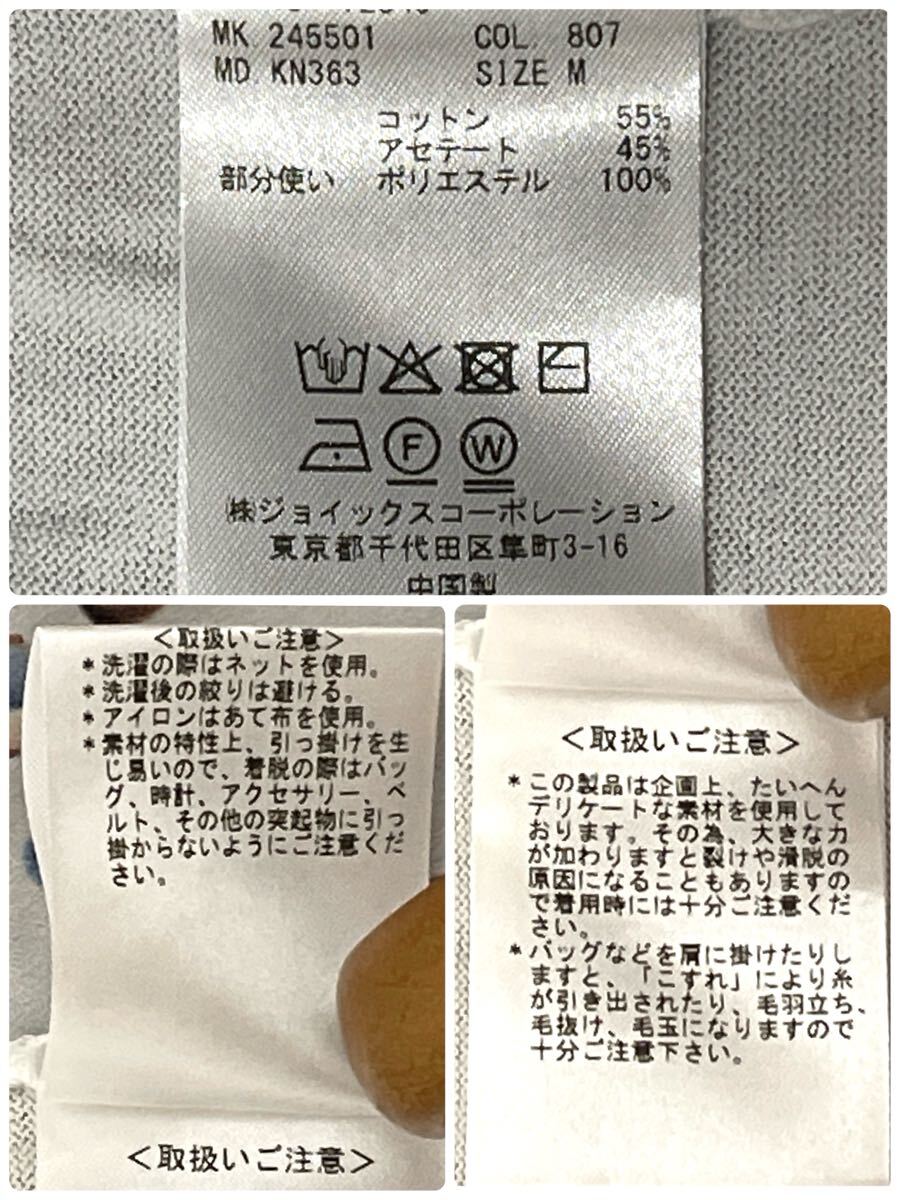 MK. 245501 COL. 807
MD. KN363 SIZE M
コットン 55%
アセテート 45%
部分使い ポリエステル 100%
F W
㈱ジョイックスコーポレーション
東京都千代田区隼町3-16
中国製
<取扱いご注意>
*洗濯の際はネットを使用。
*洗濯後の絞りは避ける。
*アイロンはあて布を使用。
*素材の特性上、引っ掛けを生
じ易いので、着脱の際はバッ
グ、時計、アクセサリー、ベ
ルト、その他の突起物に引っ
掛からないようにご注意くだ
さい。
<取扱いご注意>
<取扱いご注意>
*この製品は企画上、たいへん
デリケートな素材を使用して
おります。その為、大きな力
が加わりますと裂けや滑脱の
原因になることもありますの
で着用時には十分ご注意くだ
さい。
*バッグなどを肩に掛けたりし
ますと、「こすれ」により糸
が引き出されたり、毛羽立ち、
毛抜け、毛玉になりますので
十分ご注意下さい。